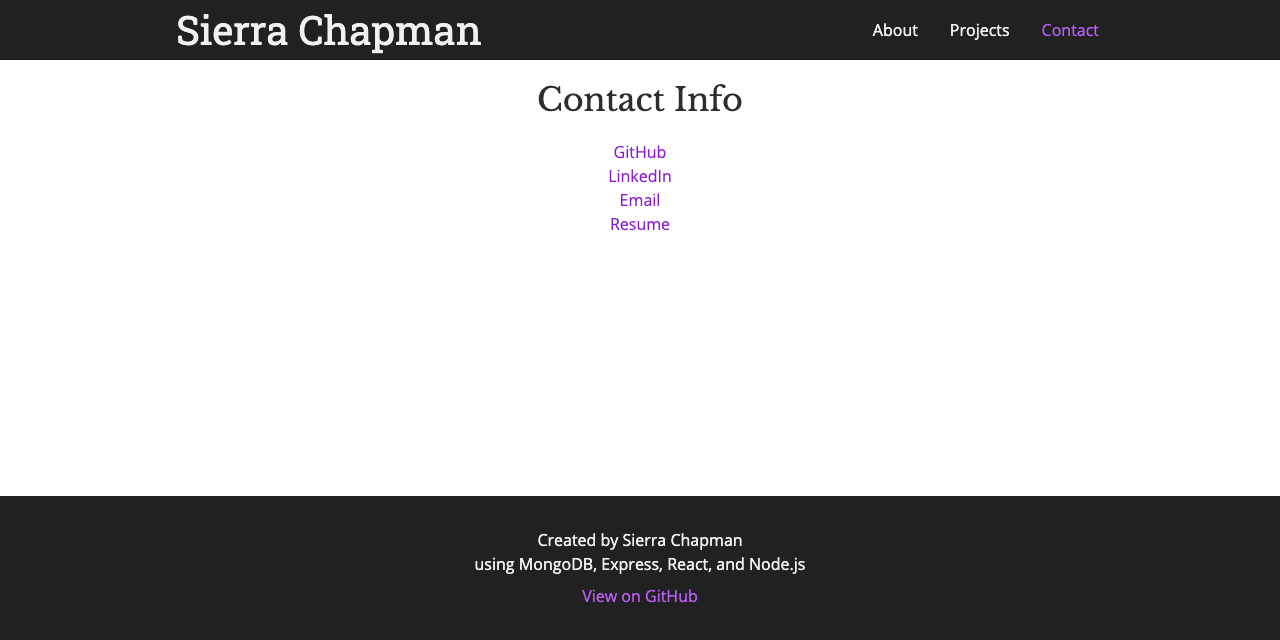 Sierra Chapman
About Projects Contact
Contact Info
GitHub
LinkedIn
Email
Resume
Created by Sierra Chapman
using MongoDB, Express, React, and Node.js
View on GitHub